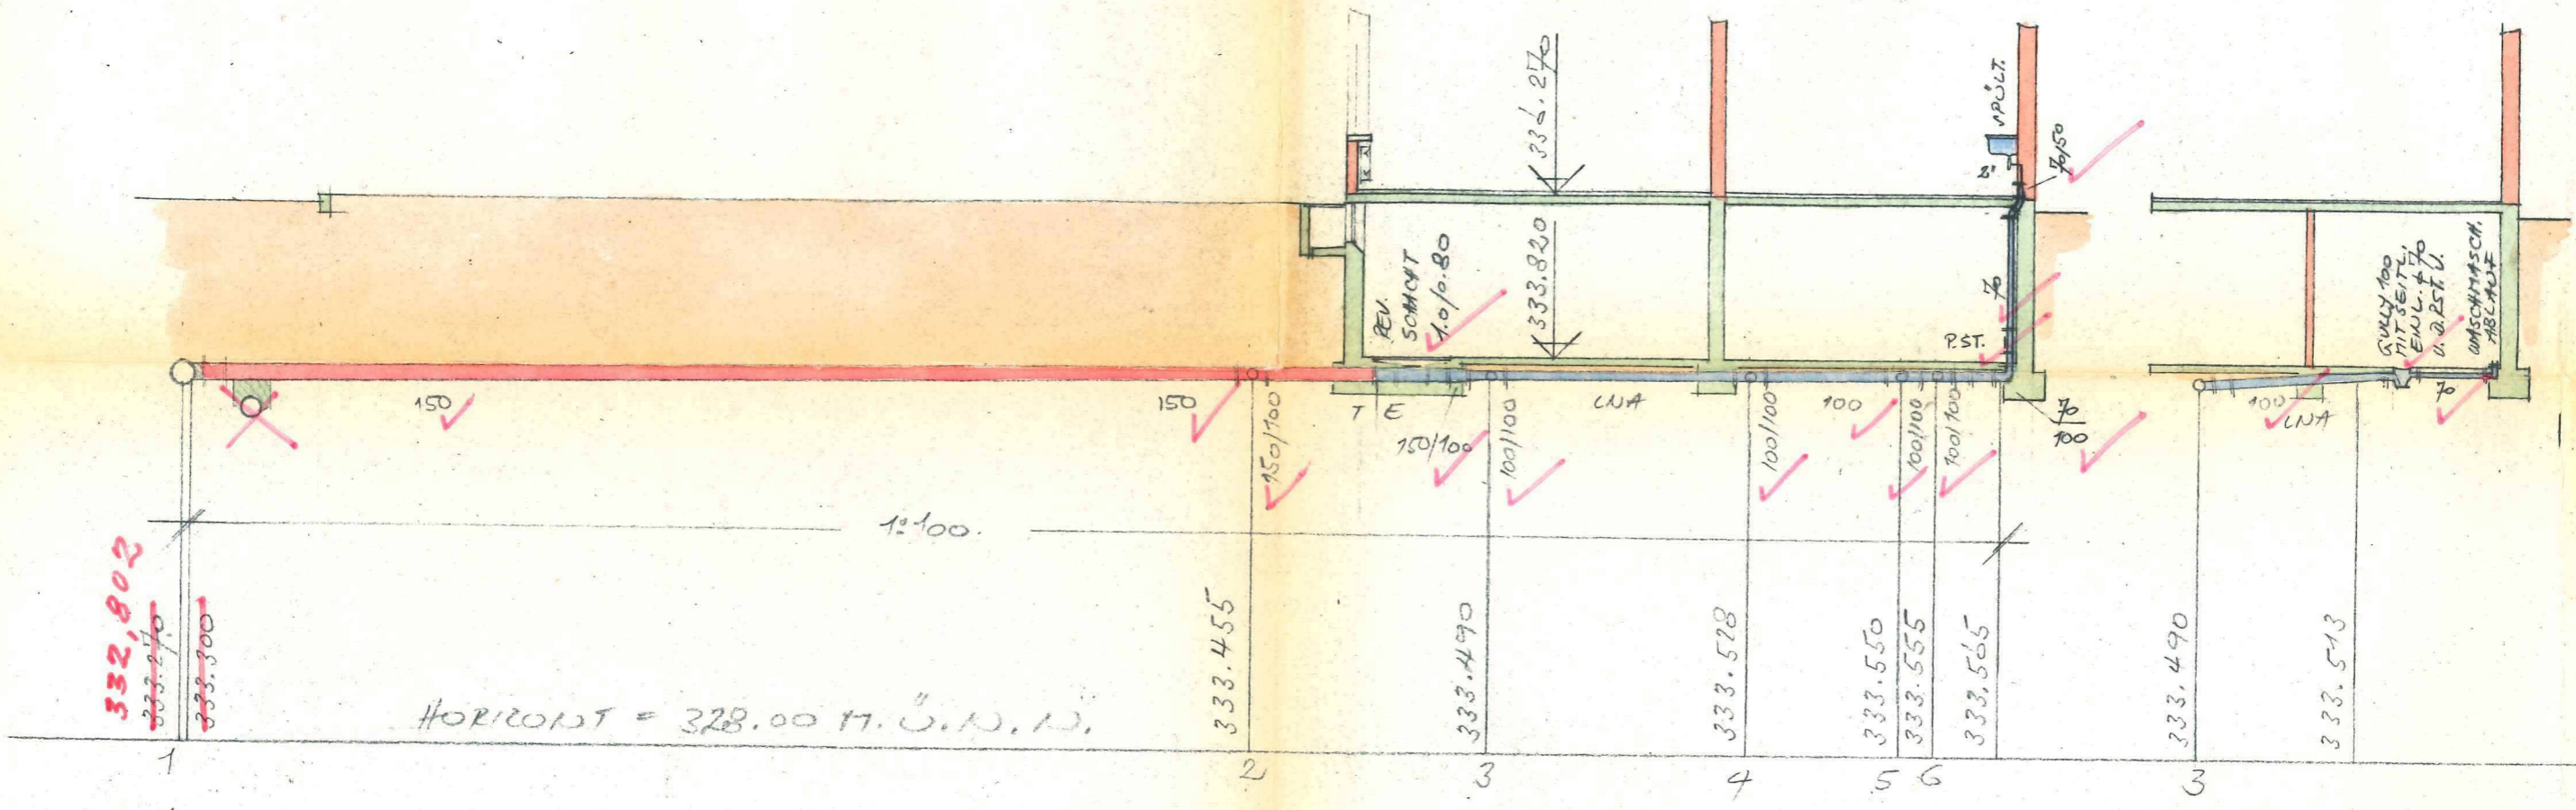 336.270
SPÜLT.
2"
70/50
REV.
SCHACHT
1.0/0.80
333.820
70
P.ST.
GULLY 100
MIT SEITL.
EINL. ϕ 70
U. D. RST. V.
WASCHMASCH.
ABLAUF
150
150
150/100
T E
150/100
100/100
LNA
100/100
100
100/100
100/100
70
100
100
LNA
70
1:100.
332,802
333.270
333.300
HORIZONT = 328.00 M. Ü. N. N.
333.455
333.490
333.528
333.550
333.555
333.565
333.490
333.513
1
2
3
4
5
6
3